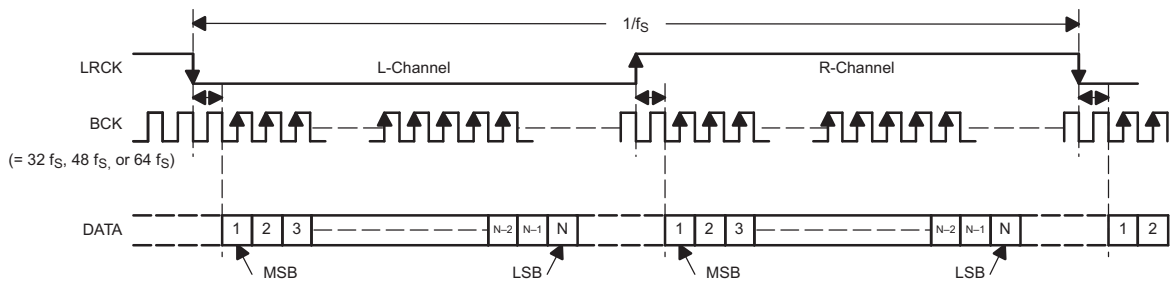 1/fS
LRCK
L-Channel
R-Channel
BCK
(= 32 fS, 48 fS, or 64 fS)
DATA
1 2 3 N–2 N–1 N 1 2 3 N–2 N–1 N 1 2
MSB LSB MSB LSB